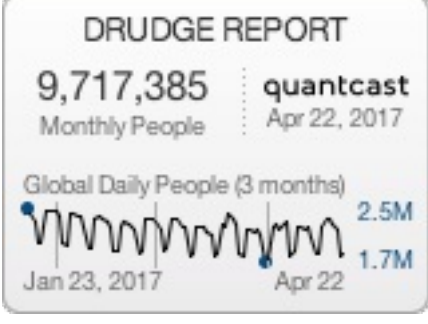 DRUDGE REPORT
9,717,385
Monthly People
quantcast
Apr 22, 2017
Global Daily People (3 months)
2.5M
1.7M
Jan 23, 2017
Apr 22